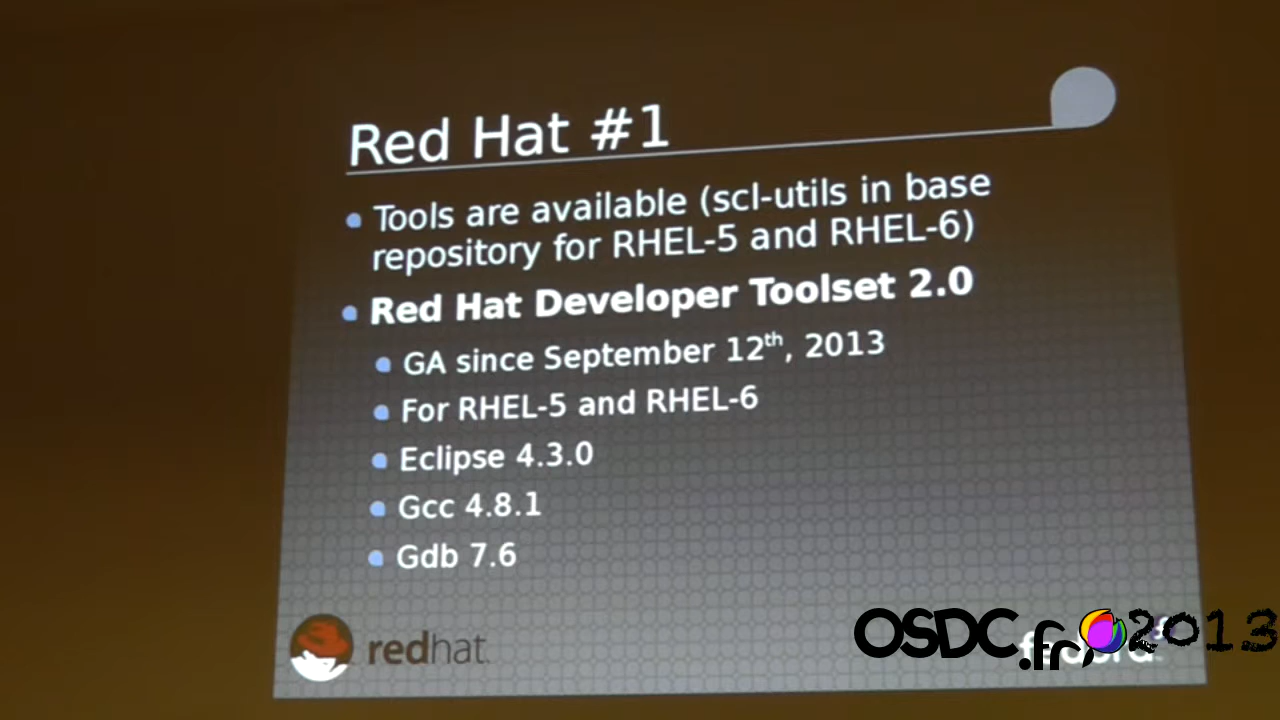 Red Hat #1
Tools are available (scl-utils in base
repository for RHEL-5 and RHEL-6)
Red Hat Developer Toolset 2.0
GA since September 12th, 2013
For RHEL-5 and RHEL-6
Eclipse 4.3.0
Gcc 4.8.1
Gdb 7.6
redhat.
OSDC.fr 2013
fedora